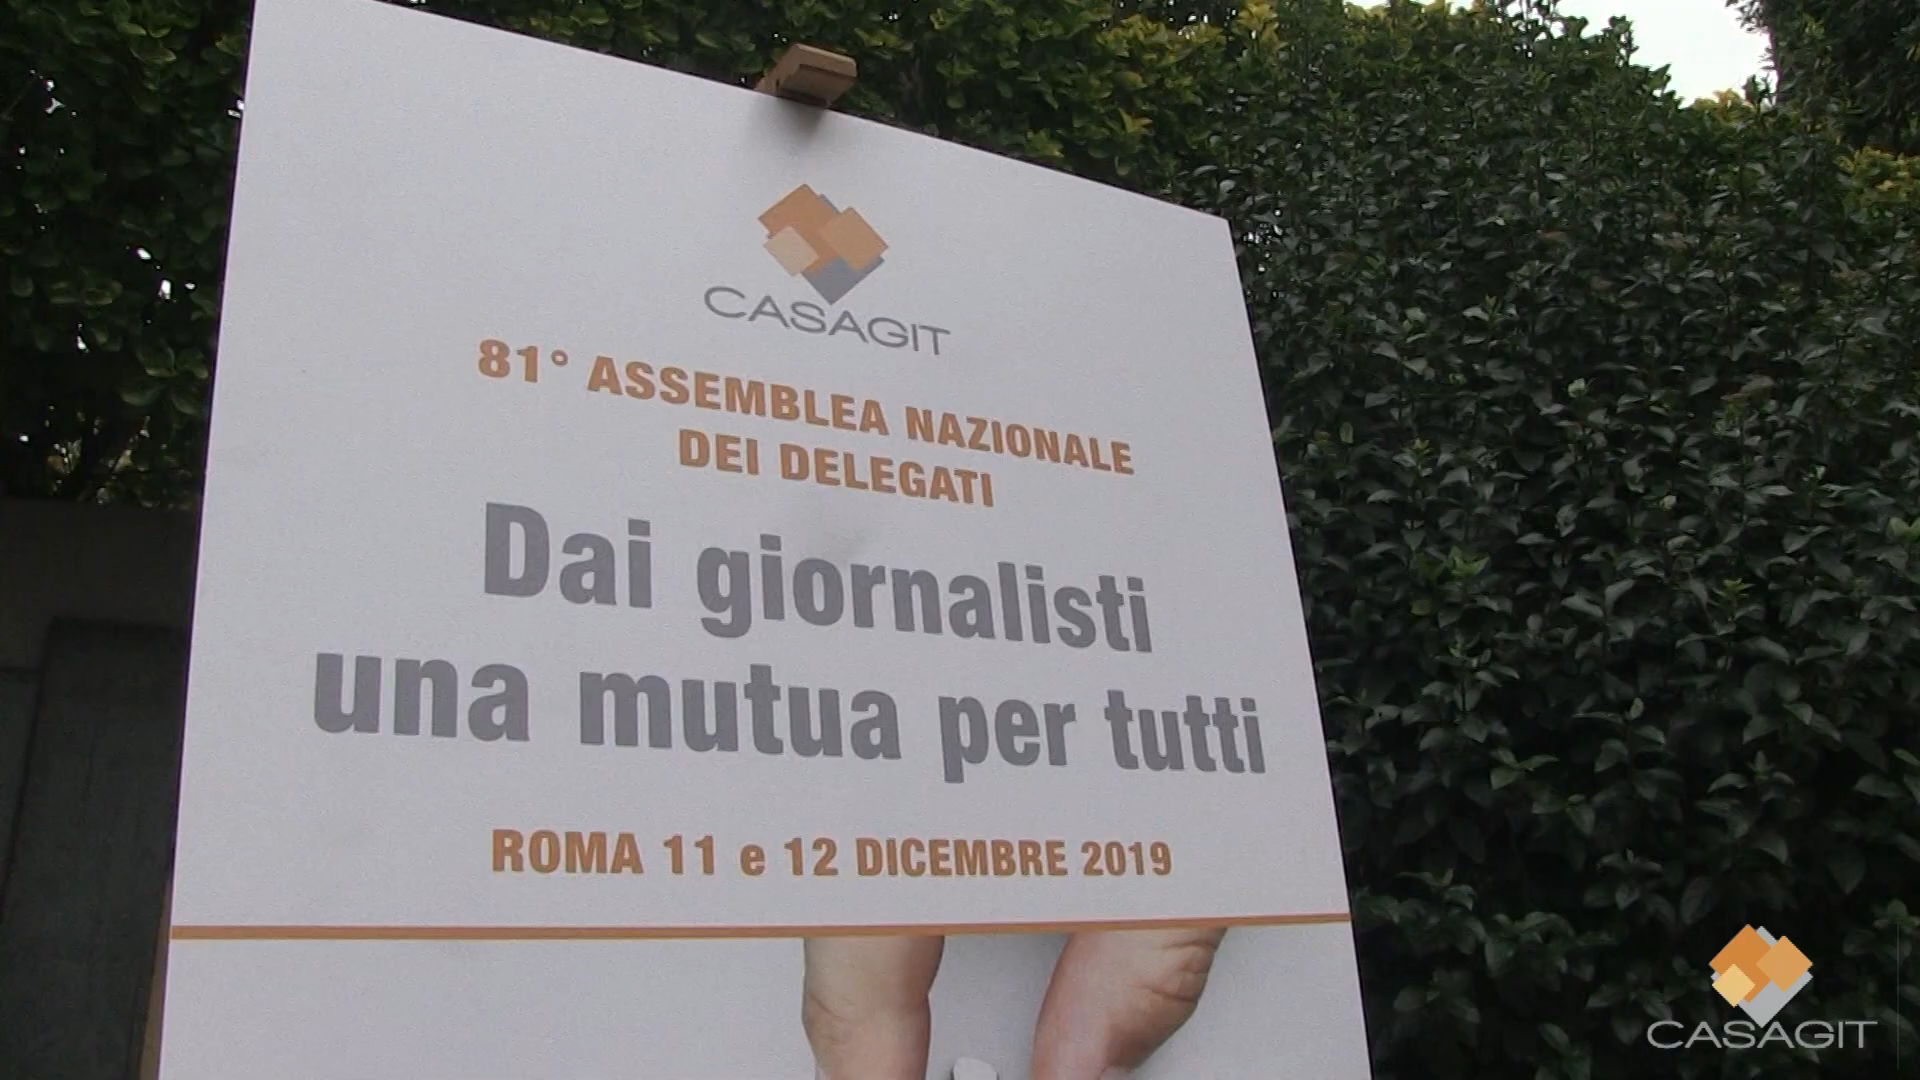 CASAGIT
81° ASSEMBLEA NAZIONALE
DEI DELEGATI
Dai giornalisti
una mutua per tutti
ROMA 11 e 12 DICEMBRE 2019
CASAGIT